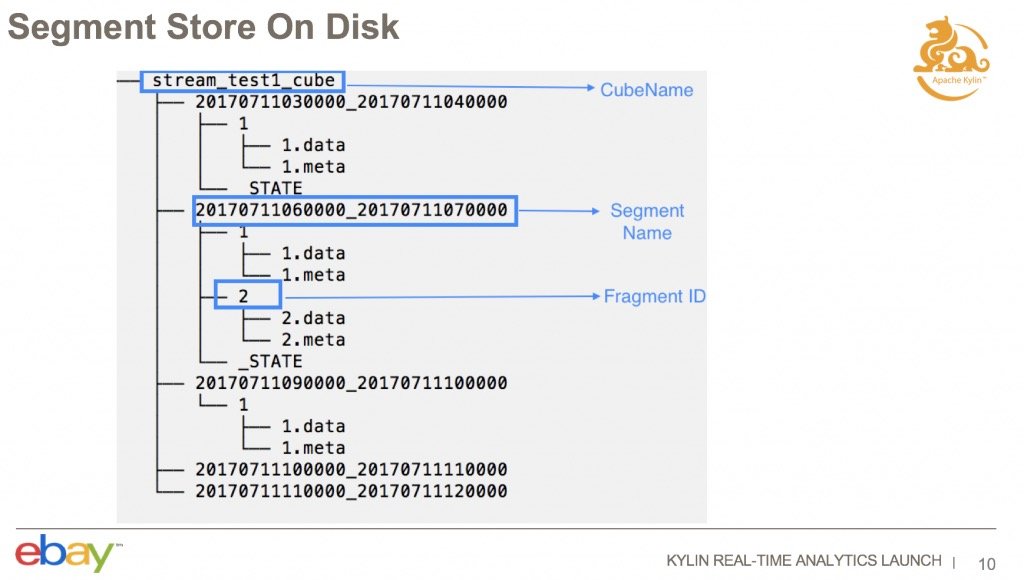 Segment Store On Disk
Apache Kylin™
stream_test1_cube
CubeName
20170711030000_20170711040000
1
1.data
1.meta
_STATE
20170711060000_20170711070000
Segment
Name
1
1.data
1.meta
2
Fragment ID
2.data
2.meta
_STATE
20170711090000_20170711100000
1
1.data
1.meta
20170711100000_20170711110000
20170711110000_20170711120000
ebay™
KYLIN REAL-TIME ANALYTICS LAUNCH | 10